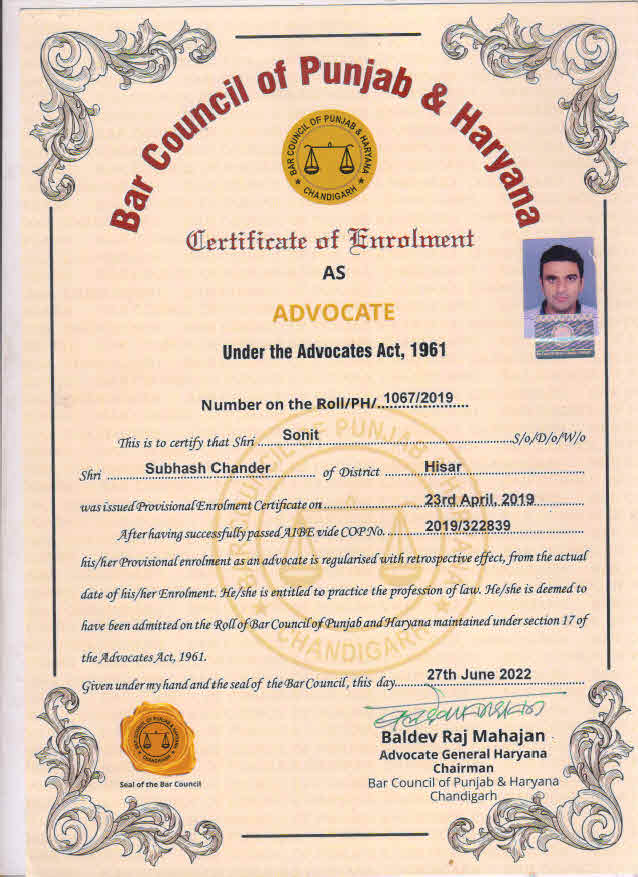 Bar Council of Punjab & Haryana
BAR COUNCIL OF PUNJAB & HARYANA
★ CHANDIGARH ★
Certificate of Enrolment
AS
ADVOCATE
Under the Advocates Act, 1961
Number on the Roll/PH/ 1067/2019
This is to certify that Shri Sonit S/o/D/o/W/o
Shri Subhash Chander of District Hisar
was issued Provisional Enrolment Certificate on 23rd April, 2019
After having successfully passed AIBE vide COP No. 2019/322839
his/her Provisional enrolment as an advocate is regularised with retrospective effect, from the actual
date of his/her Enrolment. He/she is entitled to practice the profession of law. He/she is deemed to
have been admitted on the Roll of Bar Council of Punjab and Haryana maintained under section 17 of
the Advocates Act, 1961.
Given under my hand and the seal of the Bar Council, this day 27th June 2022
Baldev Raj Mahajan
Advocate General Haryana
Chairman
Bar Council of Punjab & Haryana
Chandigarh
BAR COUNCIL OF PUNJAB & HARYANA
CHANDIGARH
Seal of the Bar Council